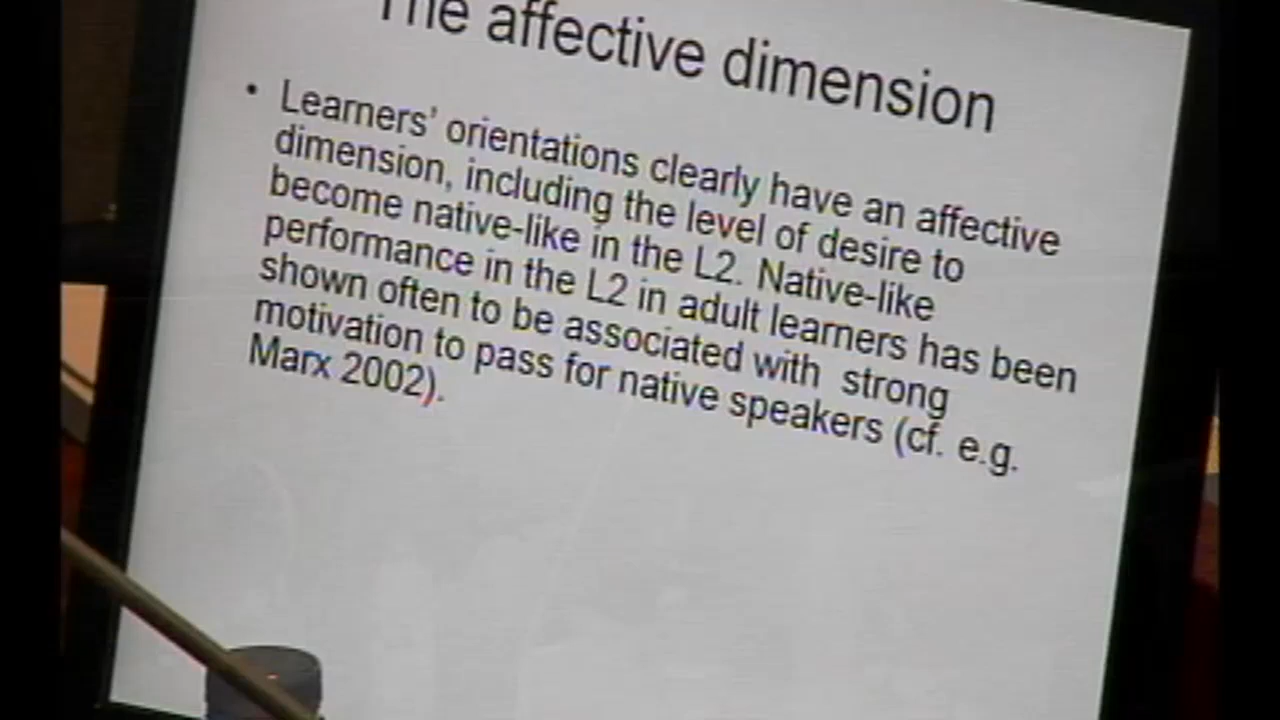 The affective dimension
• Learners' orientations clearly have an affective
dimension, including the level of desire to
become native-like in the L2. Native-like
performance in the L2 in adult learners has been
shown often to be associated with strong
motivation to pass for native speakers (cf. e.g.
Marx 2002).